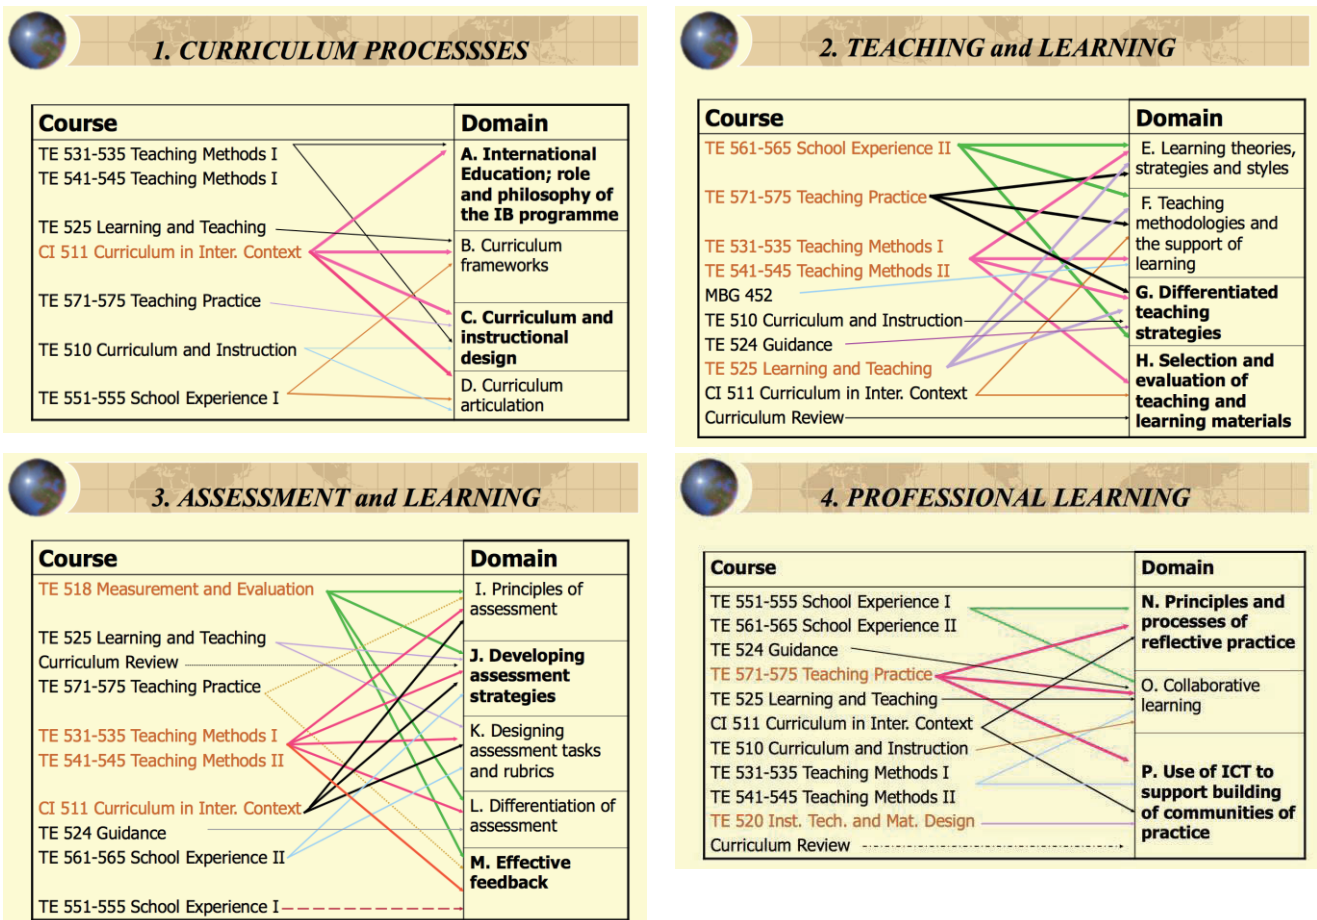 1. CURRICULUM PROCESSSES
Course
Domain
TE 531-535 Teaching Methods I
TE 541-545 Teaching Methods I
TE 525 Learning and Teaching
CI 511 Curriculum in Inter. Context
TE 571-575 Teaching Practice
TE 510 Curriculum and Instruction
TE 551-555 School Experience I
A. International
Education; role
and philosophy of
the IB programme
B. Curriculum
frameworks
C. Curriculum and
instructional
design
D. Curriculum
articulation
2. TEACHING and LEARNING
Course
Domain
TE 561-565 School Experience II
TE 571-575 Teaching Practice
TE 531-535 Teaching Methods I
TE 541-545 Teaching Methods II
MBG 452
TE 510 Curriculum and Instruction
TE 524 Guidance
TE 525 Learning and Teaching
CI 511 Curriculum in Inter. Context
Curriculum Review
E. Learning theories,
strategies and styles
F. Teaching
methodologies and
the support of
learning
G. Differentiated
teaching
strategies
H. Selection and
evaluation of
teaching and
learning materials
3. ASSESSMENT and LEARNING
Course
Domain
TE 518 Measurement and Evaluation
TE 525 Learning and Teaching
Curriculum Review
TE 571-575 Teaching Practice
TE 531-535 Teaching Methods I
TE 541-545 Teaching Methods II
CI 511 Curriculum in Inter. Context
TE 524 Guidance
TE 561-565 School Experience II
TE 551-555 School Experience I
I. Principles of
assessment
J. Developing
assessment
strategies
K. Designing
assessment tasks
and rubrics
L. Differentiation of
assessment
M. Effective
feedback
4. PROFESSIONAL LEARNING
Course
Domain
TE 551-555 School Experience I
TE 561-565 School Experience II
TE 524 Guidance
TE 571-575 Teaching Practice
TE 525 Learning and Teaching
CI 511 Curriculum in Inter. Context
TE 510 Curriculum and Instruction
TE 531-535 Teaching Methods I
TE 541-545 Teaching Methods II
TE 520 Inst. Tech. and Mat. Design
Curriculum Review
N. Principles and
processes of
reflective practice
O. Collaborative
learning
P. Use of ICT to
support building
of communities of
practice